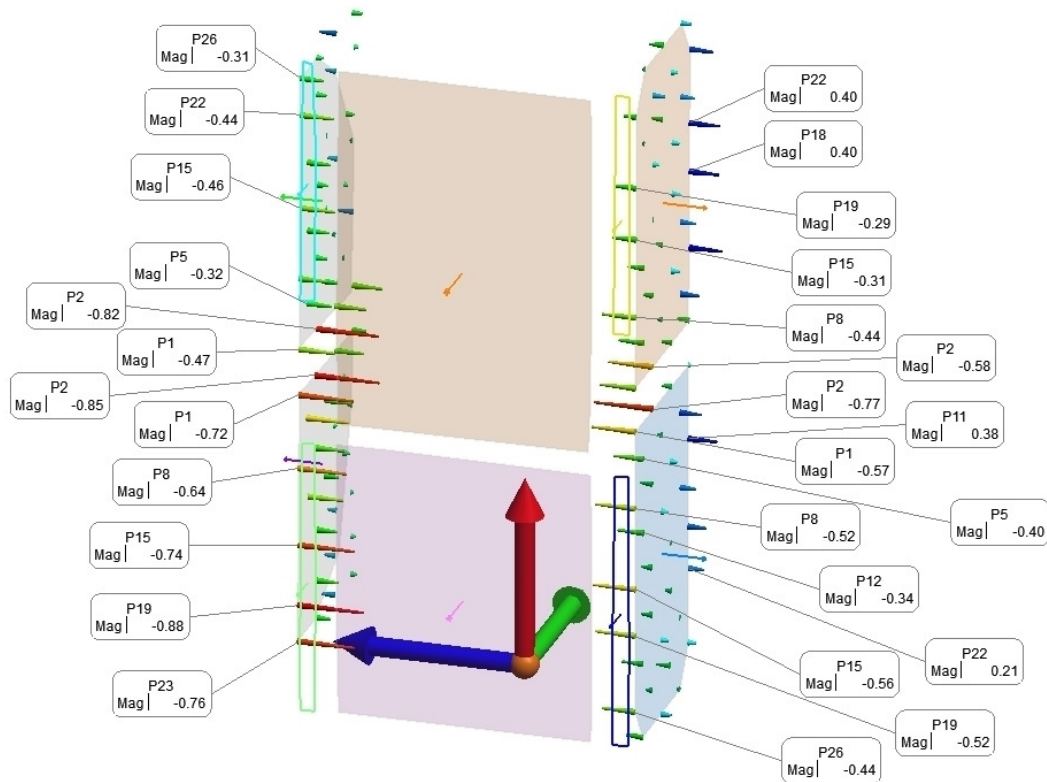 P26
Mag| -0.31
P22
Mag| -0.44
P15
Mag| -0.46
P5
Mag| -0.32
P2
Mag| -0.82
P1
Mag| -0.47
P2
Mag| -0.85
P1
Mag| -0.72
P8
Mag| -0.64
P15
Mag| -0.74
P19
Mag| -0.88
P23
Mag| -0.76
P22
Mag| 0.40
P18
Mag| 0.40
P19
Mag| -0.29
P15
Mag| -0.31
P8
Mag| -0.44
P2
Mag| -0.58
P2
Mag| -0.77
P11
Mag| 0.38
P1
Mag| -0.57
P5
Mag| -0.40
P8
Mag| -0.52
P12
Mag| -0.34
P22
Mag| 0.21
P15
Mag| -0.56
P19
Mag| -0.52
P26
Mag| -0.44